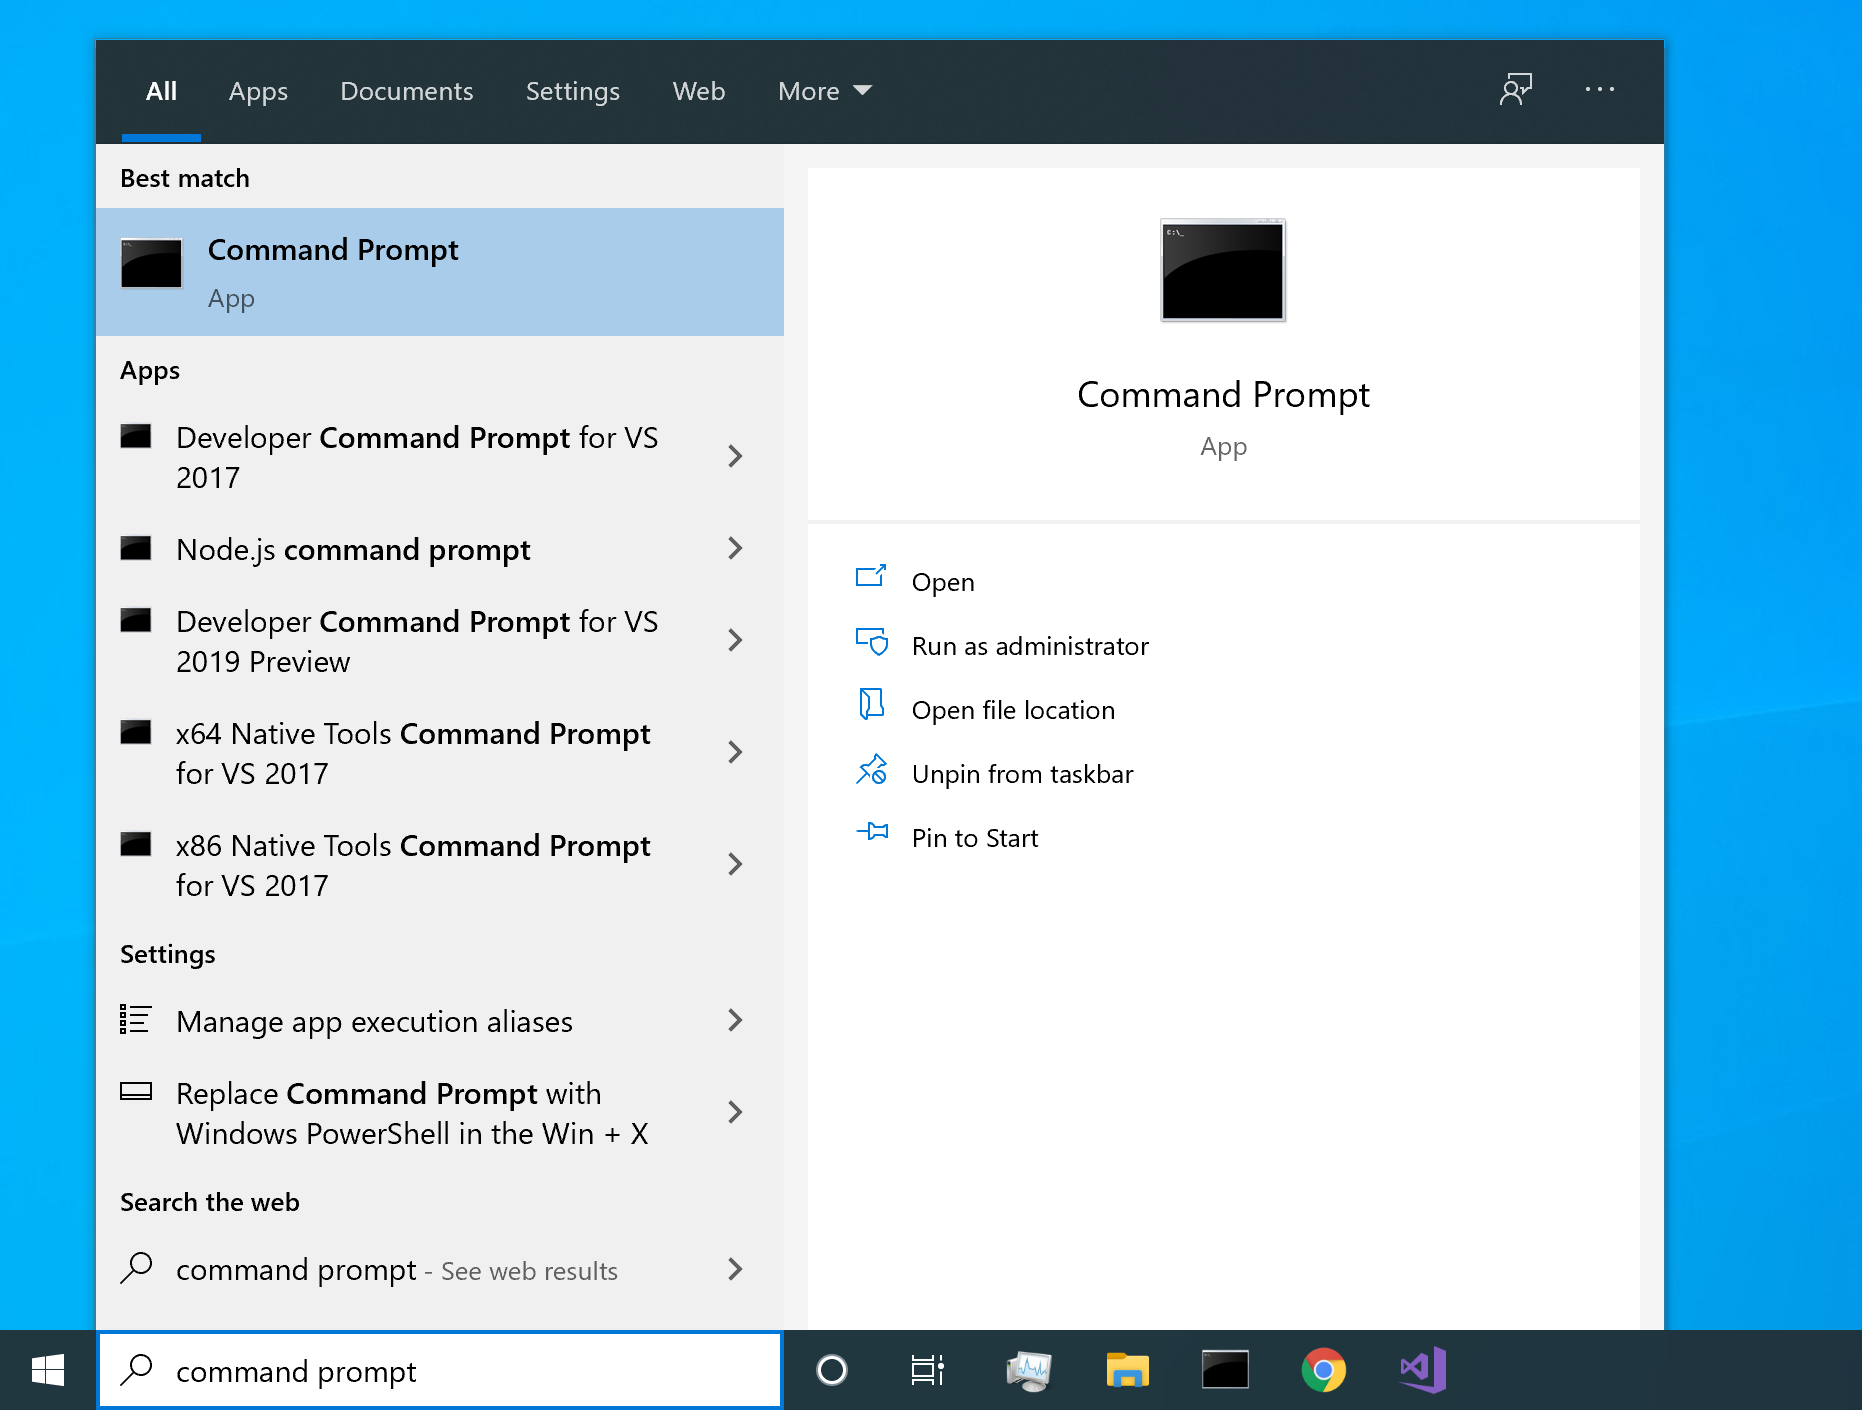 All Apps Documents Settings Web More
Best match
Command Prompt
App
Apps
Developer Command Prompt for VS
2017
Node.js command prompt
Developer Command Prompt for VS
2019 Preview
x64 Native Tools Command Prompt
for VS 2017
x86 Native Tools Command Prompt
for VS 2017
Settings
Manage app execution aliases
Replace Command Prompt with
Windows PowerShell in the Win + X
Search the web
command prompt - See web results
C:\_
Command Prompt
App
Open
Run as administrator
Open file location
Unpin from taskbar
Pin to Start
command prompt